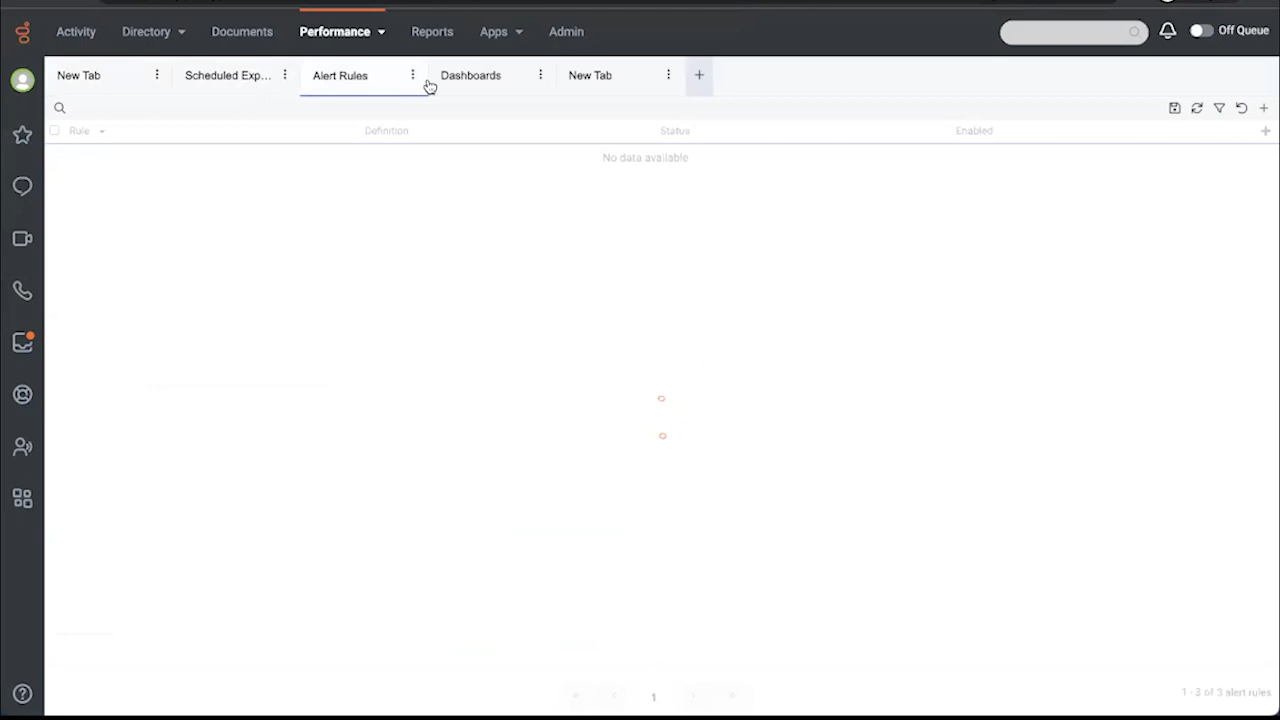 Activity Directory Documents Performance Reports Apps Admin Off Queue
New Tab Scheduled Exp... Alert Rules Dashboards New Tab
Rule Definition Status Enabled
No data available
1
1 - 3 of 3 alert rules